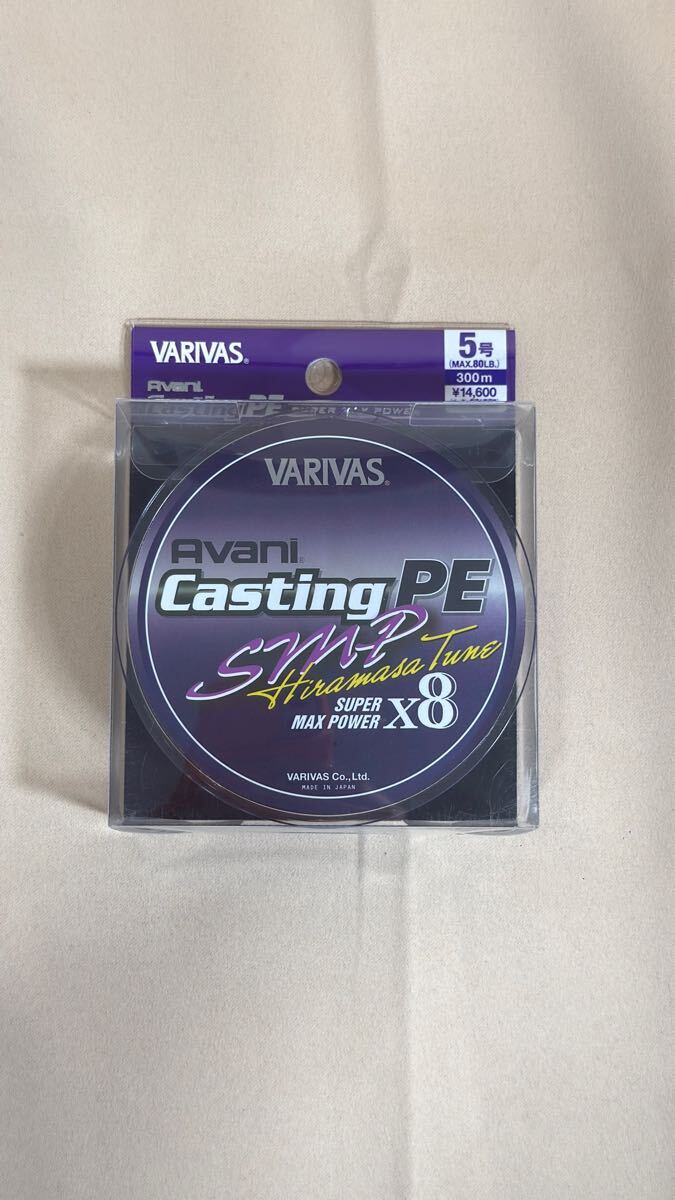 VARIVAS®
5号
(MAX.80LB.)
300m
¥14,600
Avani
Casting PE SUPER MAX POWE
VARIVAS®
Avani®
Casting PE
SMP
Hiramasa Tune
SUPER
MAX POWER x8
VARIVAS Co.,Ltd.
MADE IN JAPAN